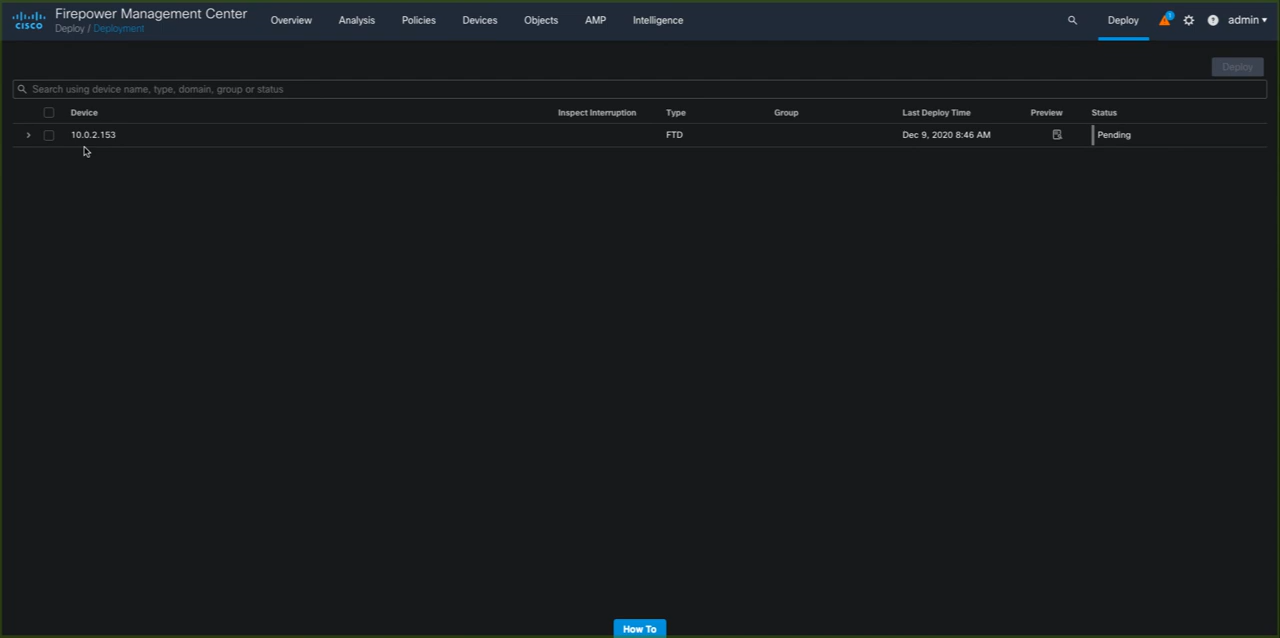 CISCO Firepower Management Center
Deploy / Deployment
Overview Analysis Policies Devices Objects AMP Intelligence Deploy admin
Deploy
Search using device name, type, domain, group or status
Device Inspect Interruption Type Group Last Deploy Time Preview Status
10.0.2.153 FTD Dec 9, 2020 8:46 AM Pending
How To